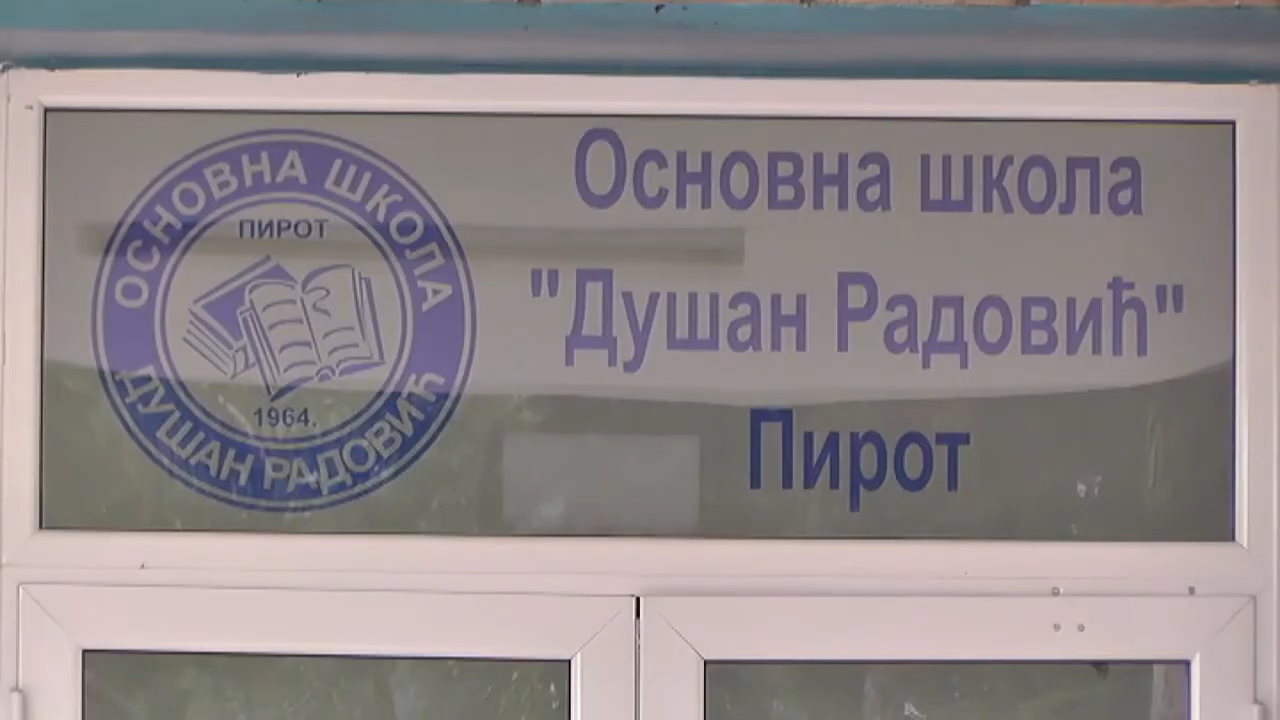 ОСНОВНА ШКОЛА
ПИРОТ
1964.
ДУШАН РАДОВИЋ
Основна школа
"Душан Радовић"
Пирот